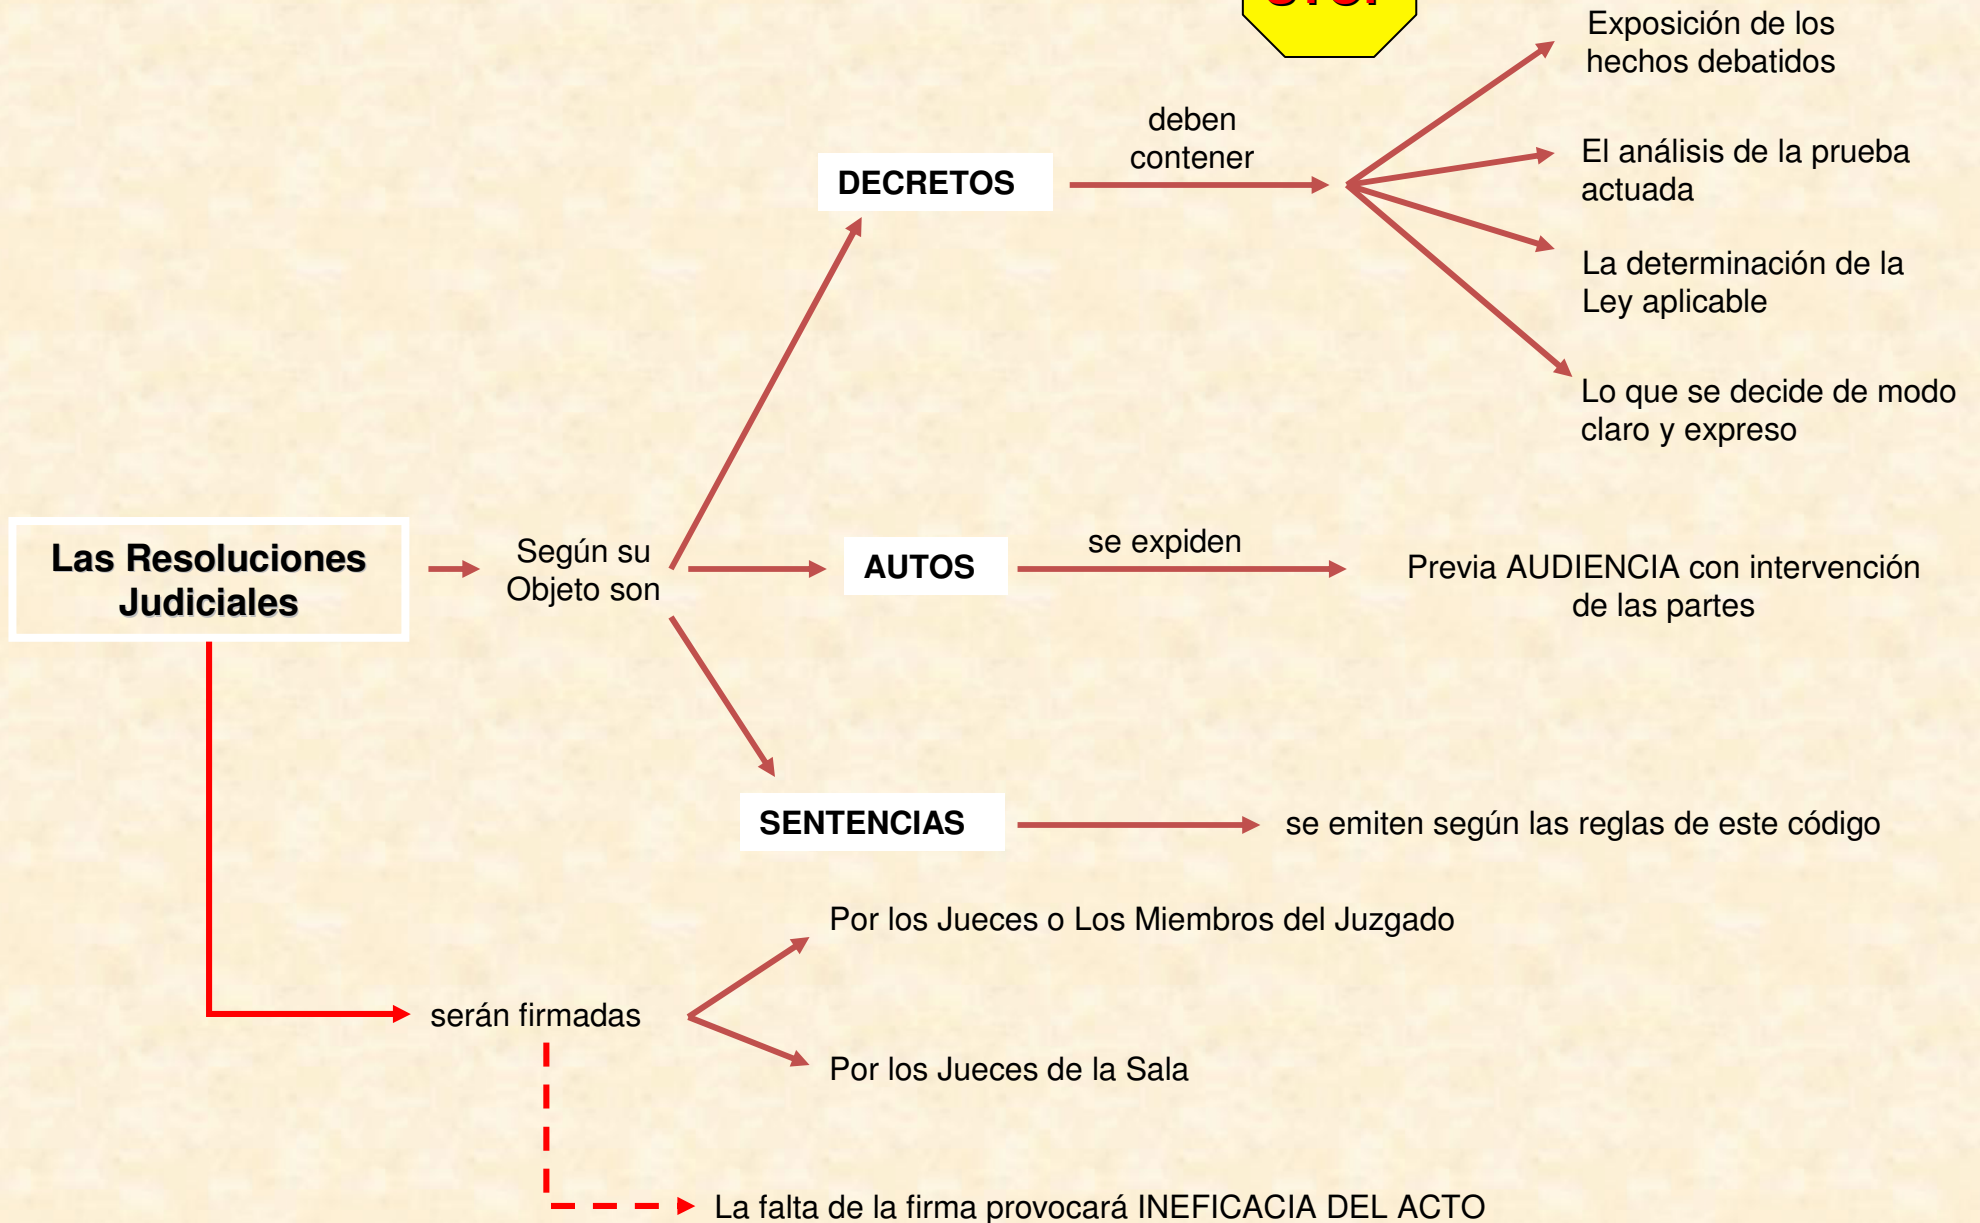 Exposición de los
hechos debatidos
deben
contener
DECRETOS
El análisis de la prueba
actuada
La determinación de la
Ley aplicable
Lo que se decide de modo
claro y expreso
Las Resoluciones
Judiciales
Según su
Objeto son
AUTOS
se expiden
Previa AUDIENCIA con intervención
de las partes
SENTENCIAS
se emiten según las reglas de este código
Por los Jueces o Los Miembros del Juzgado
serán firmadas
Por los Jueces de la Sala
La falta de la firma provocará INEFICACIA DEL ACTO